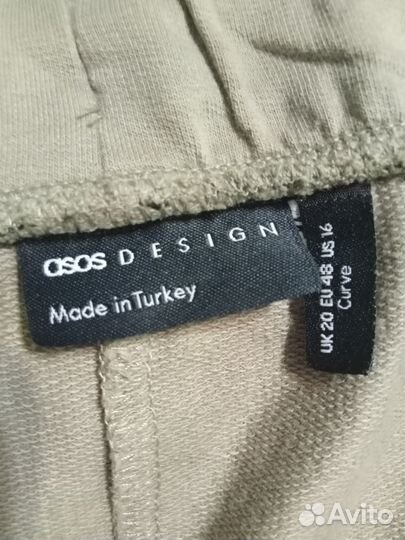 asos DESIGN
Made in Turkey
UK 20 EU 48 US 16
Curve
Avito